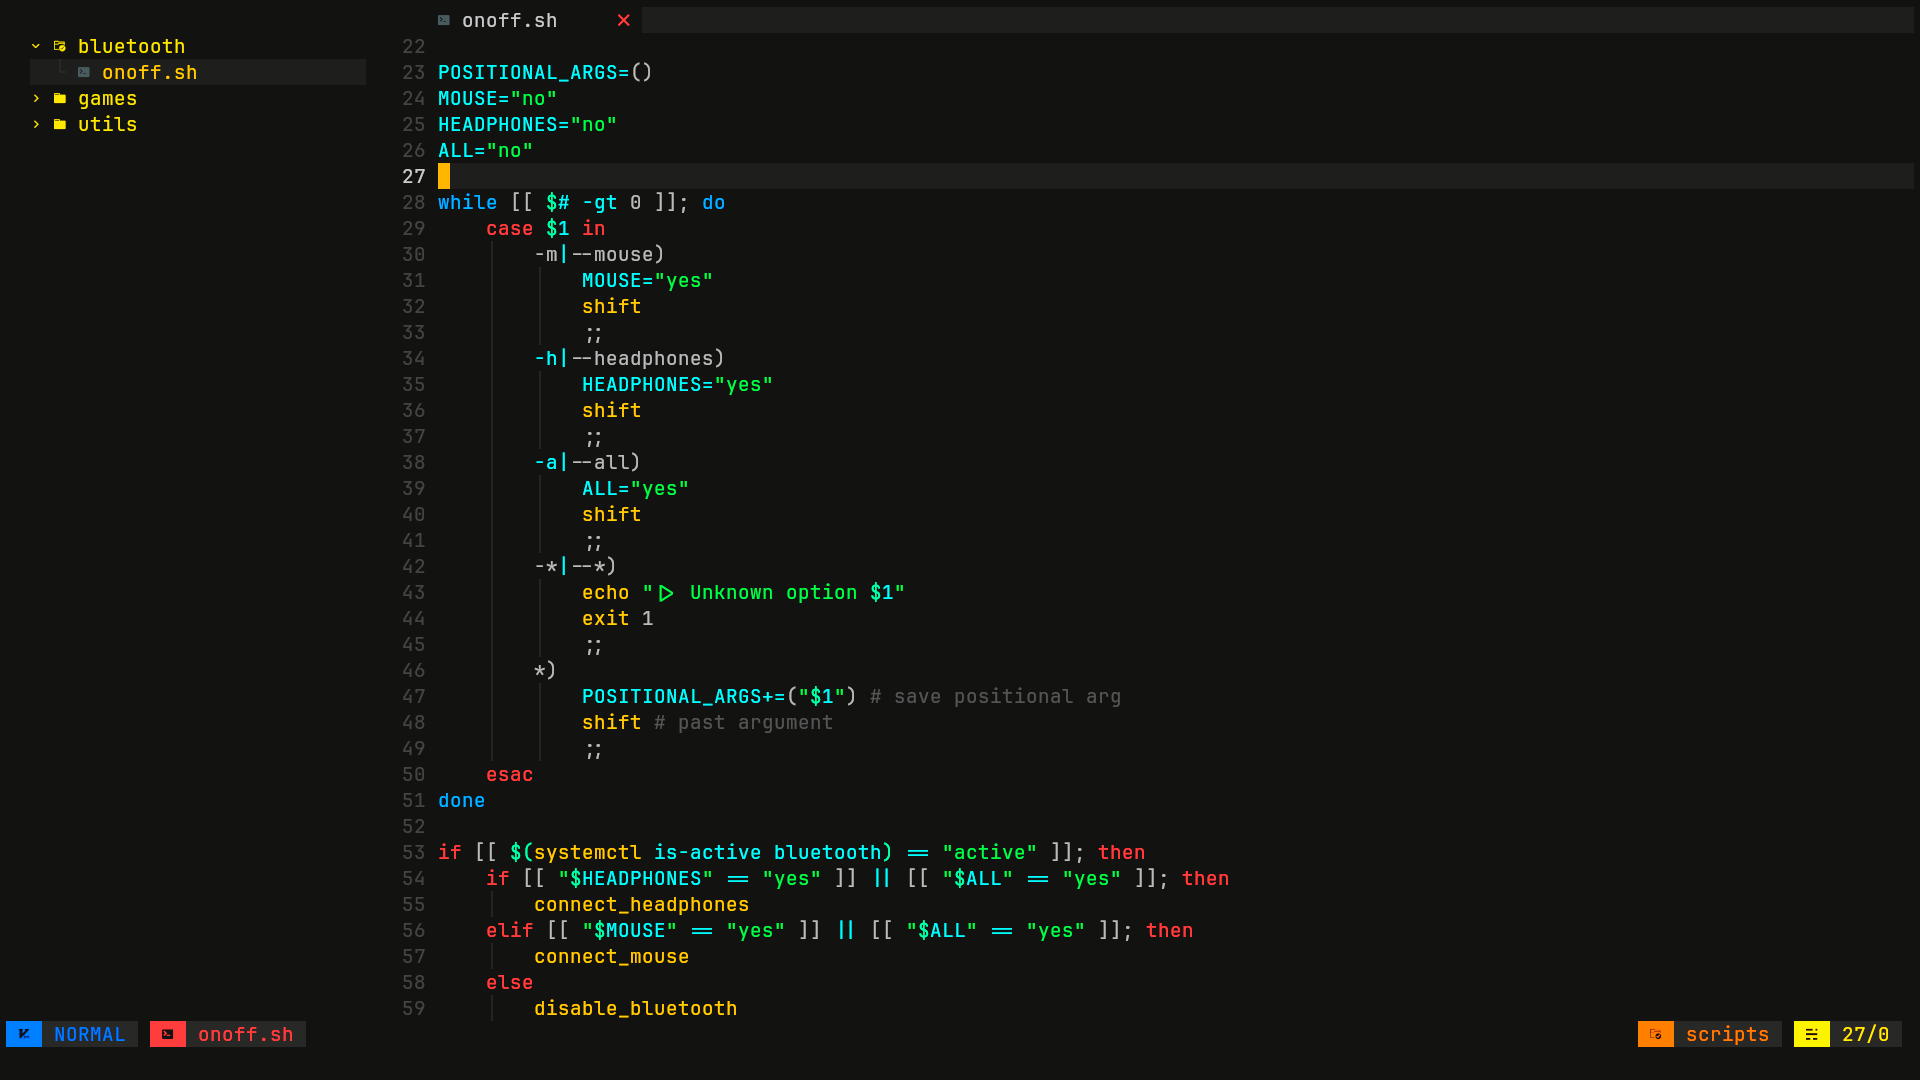 bluetooth
onoff.sh
games
utils
onoff.sh
22
23 POSITIONAL_ARGS=()
24 MOUSE="no"
25 HEADPHONES="no"
26 ALL="no"
27
28 while [[ $# -gt 0 ]]; do
29     case $1 in
30         -m|--mouse)
31             MOUSE="yes"
32             shift
33             ;;
34         -h|--headphones)
35             HEADPHONES="yes"
36             shift
37             ;;
38         -a|--all)
39             ALL="yes"
40             shift
41             ;;
42         -*|--*)
43             echo "|> Unknown option $1"
44             exit 1
45             ;;
46         *)
47             POSITIONAL_ARGS+=("$1") # save positional arg
48             shift # past argument
49             ;;
50     esac
51 done
52
53 if [[ $(systemctl is-active bluetooth) == "active" ]]; then
54     if [[ "$HEADPHONES" == "yes" ]] || [[ "$ALL" == "yes" ]]; then
55         connect_headphones
56     elif [[ "$MOUSE" == "yes" ]] || [[ "$ALL" == "yes" ]]; then
57         connect_mouse
58     else
59         disable_bluetooth
NORMAL onoff.sh scripts 27/0